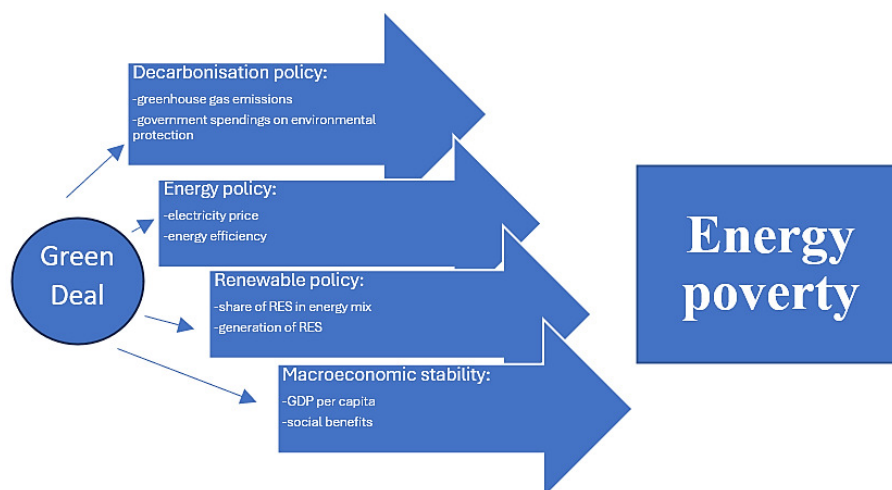 Decarbonisation policy:
-greenhouse gas emissions
-government spendings on environmental
protection
Energy policy:
-electricity price
-energy efficiency
Green
Deal
Renewable policy:
-share of RES in energy mix
-generation of RES
Macroeconomic stability:
-GDP per capita
-social benefits
Energy
poverty